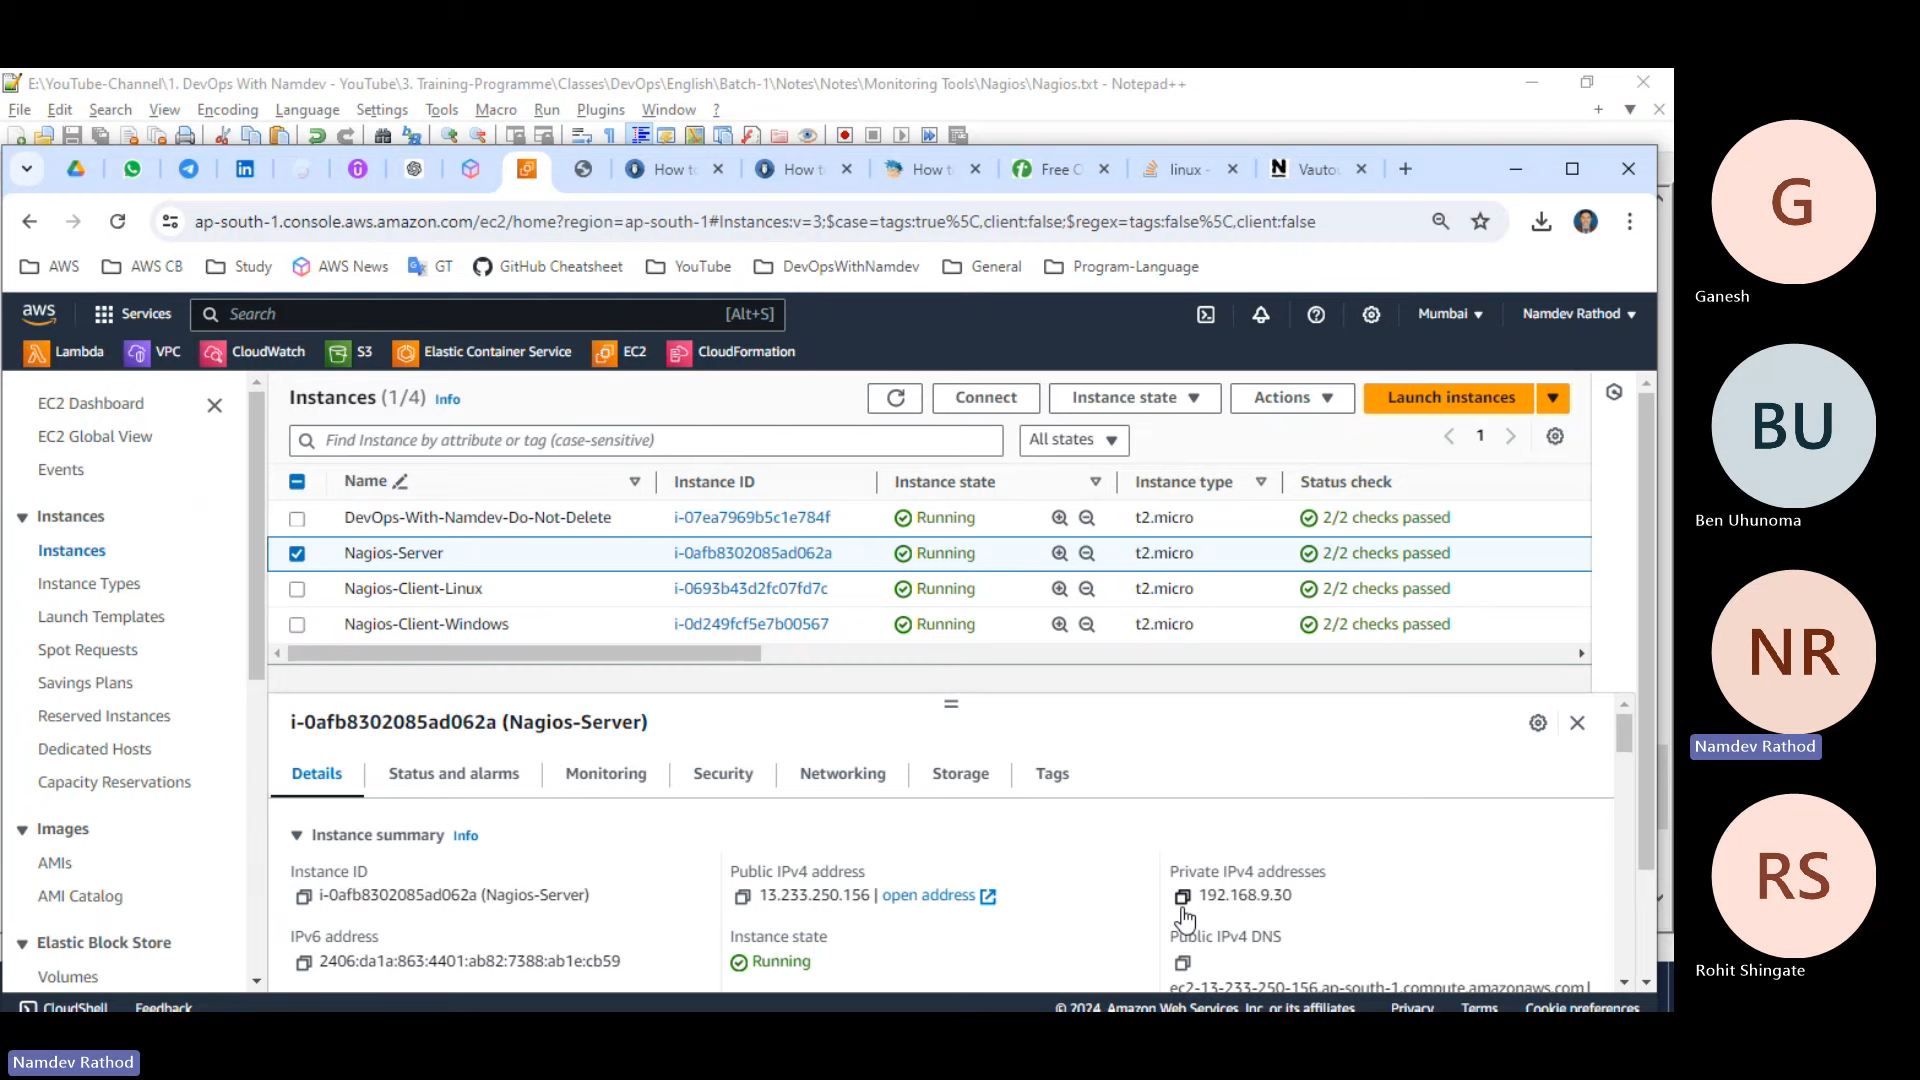 E:\YouTube-Channel\1. DevOps With Namdev - YouTube\3. Training-Programme\Classes\DevOps\English\Batch-1\Notes\Notes\Monitoring Tools\Nagios\Nagios.txt - Notepad++
File Edit Search View Encoding Language Settings Tools Macro Run Plugins Window ?
How to How t How t Free C linux - Vauto
ap-south-1.console.aws.amazon.com/ec2/home?region=ap-south-1#Instances:v=3;$case=tags:true%5C,client:false;$regex=tags:false%5C,client:false
AWS AWS CB Study AWS News GT GitHub Cheatsheet YouTube DevOpsWithNamdev General Program-Language
aws Services Search [Alt+S] Mumbai Namdev Rathod
Lambda VPC CloudWatch S3 Elastic Container Service EC2 CloudFormation
EC2 Dashboard
EC2 Global View
Events
Instances
Instances
Instance Types
Launch Templates
Spot Requests
Savings Plans
Reserved Instances
Dedicated Hosts
Capacity Reservations
Images
AMIs
AMI Catalog
Elastic Block Store
Volumes
Instances (1/4) Info Connect Instance state Actions Launch instances
Find Instance by attribute or tag (case-sensitive) All states 1
Name Instance ID Instance state Instance type Status check
DevOps-With-Namdev-Do-Not-Delete i-07ea7969b5c1e784f Running t2.micro 2/2 checks passed
Nagios-Server i-0afb8302085ad062a Running t2.micro 2/2 checks passed
Nagios-Client-Linux i-0693b43d2fc07fd7c Running t2.micro 2/2 checks passed
Nagios-Client-Windows i-0d249fcf5e7b00567 Running t2.micro 2/2 checks passed
i-0afb8302085ad062a (Nagios-Server)
Details Status and alarms Monitoring Security Networking Storage Tags
Instance summary Info
Instance ID
i-0afb8302085ad062a (Nagios-Server)
Public IPv4 address
13.233.250.156 | open address
Private IPv4 addresses
192.168.9.30
IPv6 address
2406:da1a:863:4401:ab82:7388:ab1e:cb59
Instance state
Running
Public IPv4 DNS
ec2-13-233-250-156.ap-south-1.compute.amazonaws.com |
CloudShell Feedback © 2024, Amazon Web Services, Inc. or its affiliates. Privacy Terms Cookie preferences
G
Ganesh
BU
Ben Uhunoma
NR
Namdev Rathod
RS
Rohit Shingate
Namdev Rathod